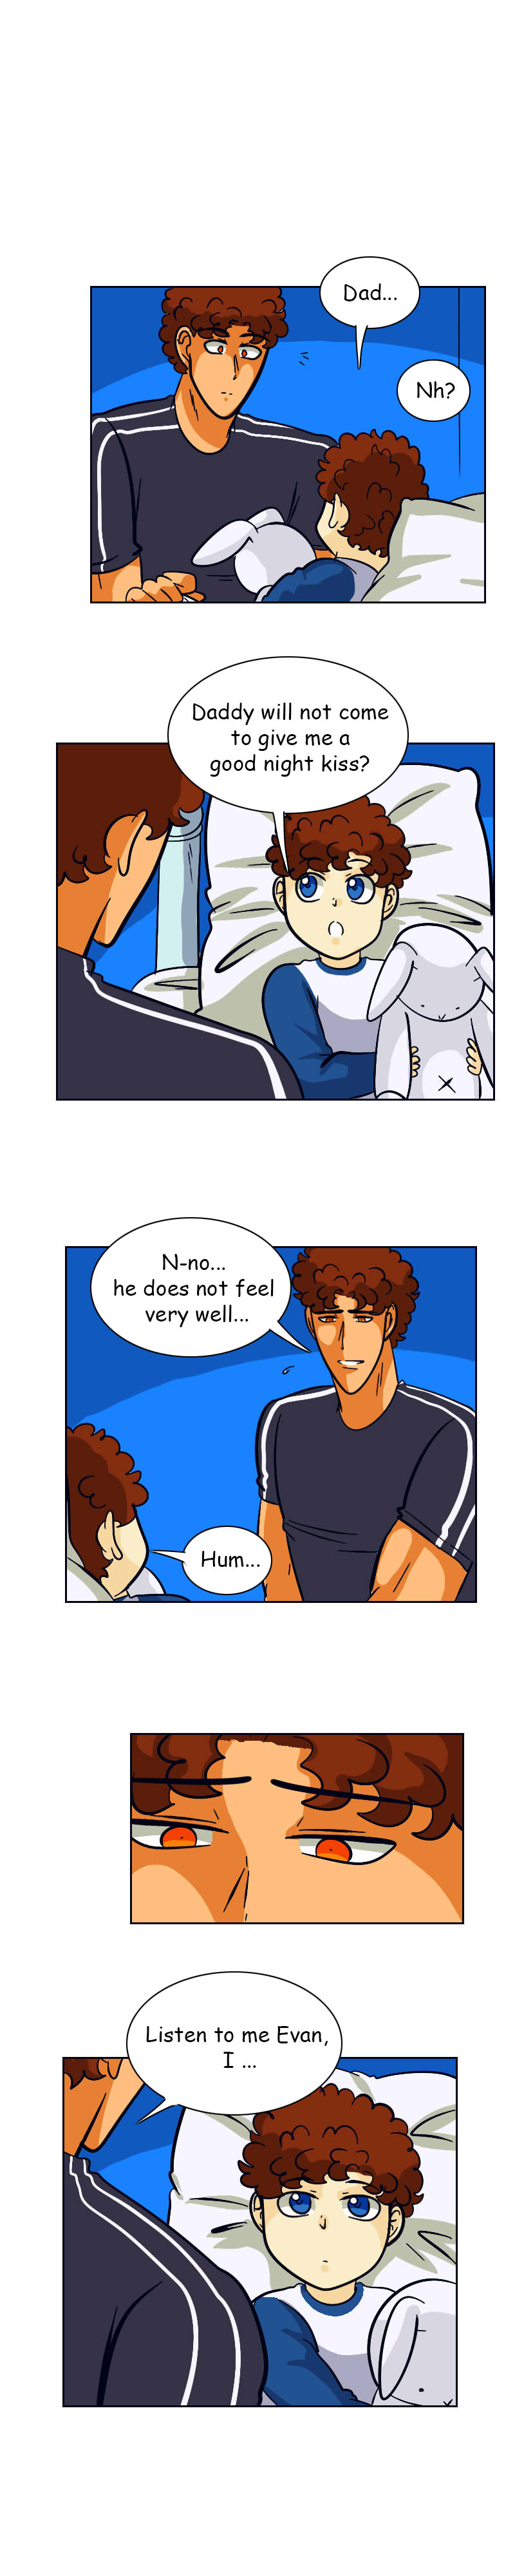 Dad...
Nh?
Daddy will not come
to give me a
good night kiss?
N-no...
he does not feel
very well...
Hum...
Listen to me Evan,
I ...